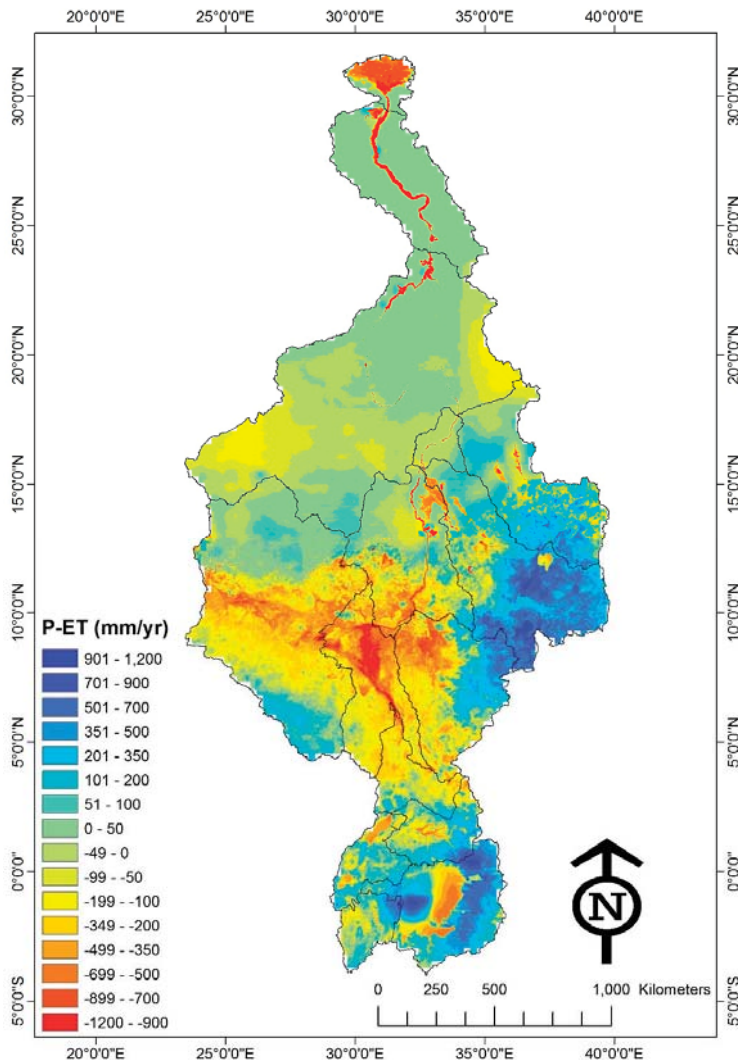 20°0'0"E 25°0'0"E 30°0'0"E 35°0'0"E 40°0'0"E
30°0'0"N 30°0'0"N
25°0'0"N 25°0'0"N
20°0'0"N 20°0'0"N
15°0'0"N 15°0'0"N
10°0'0"N 10°0'0"N
5°0'0"N 5°0'0"N
0°0'0" 0°0'0"
5°0'0"S 5°0'0"S
P-ET (mm/yr)
901 - 1,200
701 - 900
501 - 700
351 - 500
201 - 350
101 - 200
51 - 100
0 - 50
-49 - 0
-99 - -50
-199 - -100
-349 - -200
-499 - -350
-699 - -500
-899 - -700
-1200 - -900
N
0 250 500 1,000 Kilometers
20°0'0"E 25°0'0"E 30°0'0"E 35°0'0"E 40°0'0"E